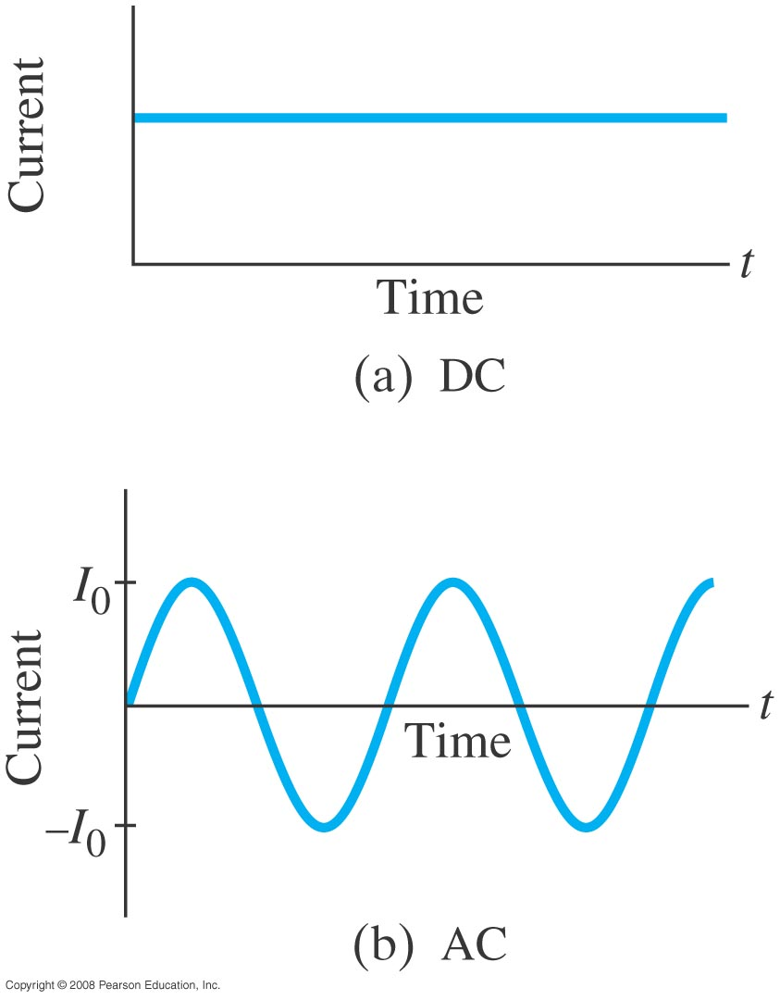 Current
t
Time
(a) DC
I0
Current
t
Time
–I0
(b) AC
Copyright © 2008 Pearson Education, Inc.